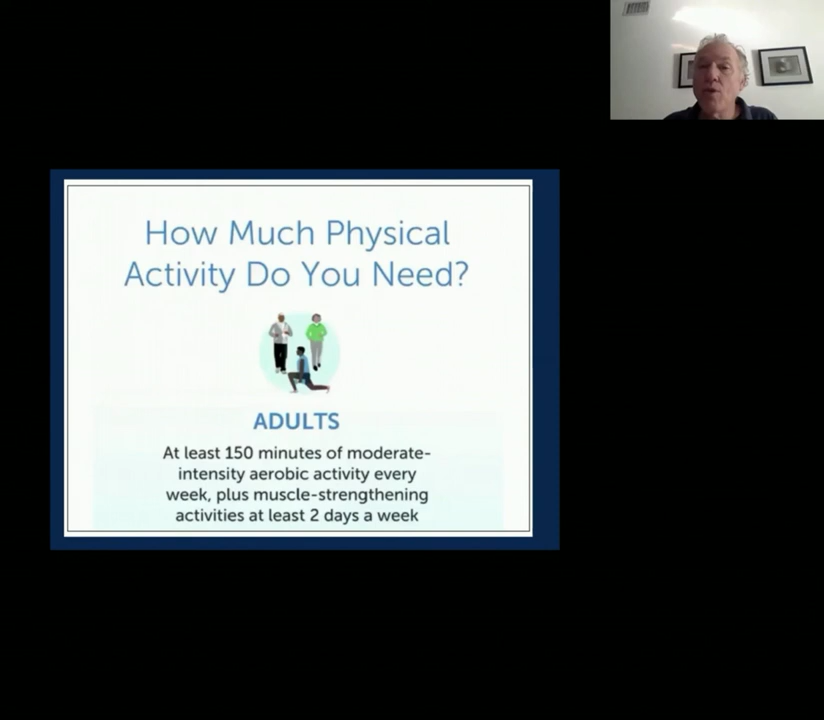 How Much Physical
Activity Do You Need?
ADULTS
At least 150 minutes of moderate-
intensity aerobic activity every
week, plus muscle-strengthening
activities at least 2 days a week